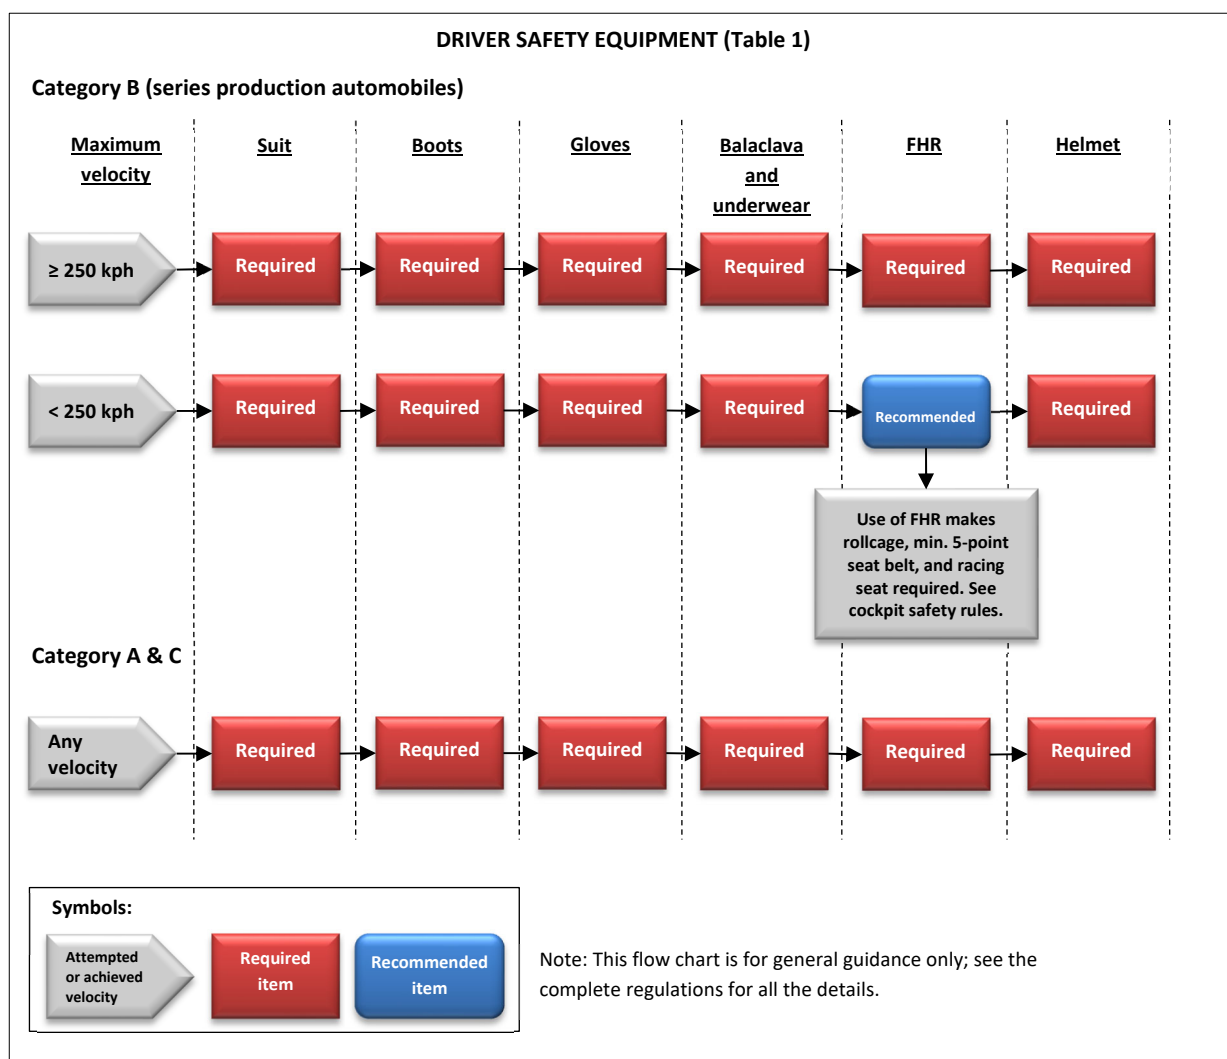 DRIVER SAFETY EQUIPMENT (Table 1)
Category B (series production automobiles)
Maximum
velocity
Suit
Boots
Gloves
Balaclava
and
underwear
FHR
Helmet
≥ 250 kph
Required
Required
Required
Required
Required
Required
< 250 kph
Required
Required
Required
Required
Recommended
Required
Use of FHR makes
rollcage, min. 5-point
seat belt, and racing
seat required. See
cockpit safety rules.
Category A & C
Any
velocity
Required
Required
Required
Required
Required
Required
Symbols:
Attempted
or achieved
velocity
Required
item
Recommended
item
Note: This flow chart is for general guidance only; see the
complete regulations for all the details.